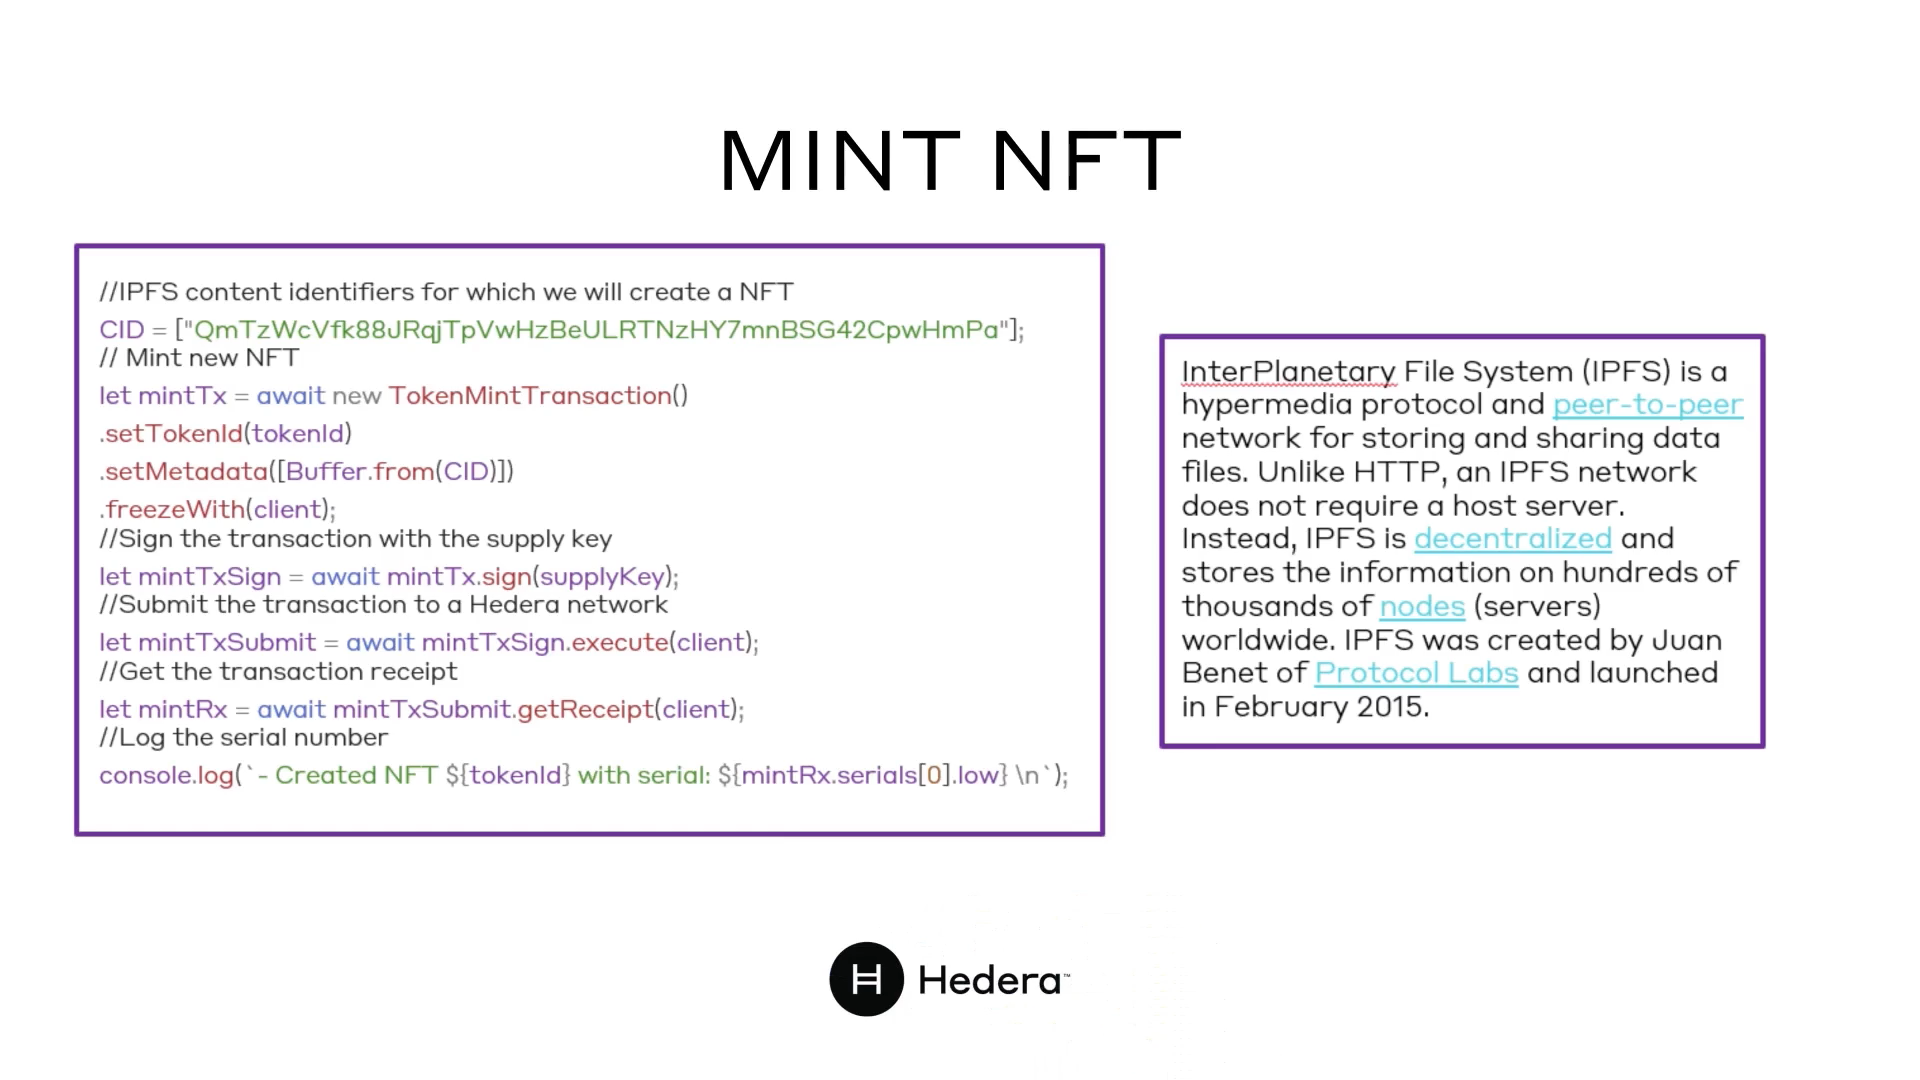 MINT NFT
//IPFS content identifiers for which we will create a NFT
CID = ["QmTzWcVfk88JRqjTpVwHzBeULRTNzHY7mnBSG42CpwHmPa"];
// Mint new NFT
let mintTx = await new TokenMintTransaction()
.setTokenId(tokenId)
.setMetadata([Buffer.from(CID)])
.freezeWith(client);
//Sign the transaction with the supply key
let mintTxSign = await mintTx.sign(supplyKey);
//Submit the transaction to a Hedera network
let mintTxSubmit = await mintTxSign.execute(client);
//Get the transaction receipt
let mintRx = await mintTxSubmit.getReceipt(client);
//Log the serial number
console.log(`- Created NFT ${tokenId} with serial: ${mintRx.serials[0].low} \n`);
InterPlanetary File System (IPFS) is a
hypermedia protocol and peer-to-peer
network for storing and sharing data
files. Unlike HTTP, an IPFS network
does not require a host server.
Instead, IPFS is decentralized and
stores the information on hundreds of
thousands of nodes (servers)
worldwide. IPFS was created by Juan
Benet of Protocol Labs and launched
in February 2015.
H Hedera™